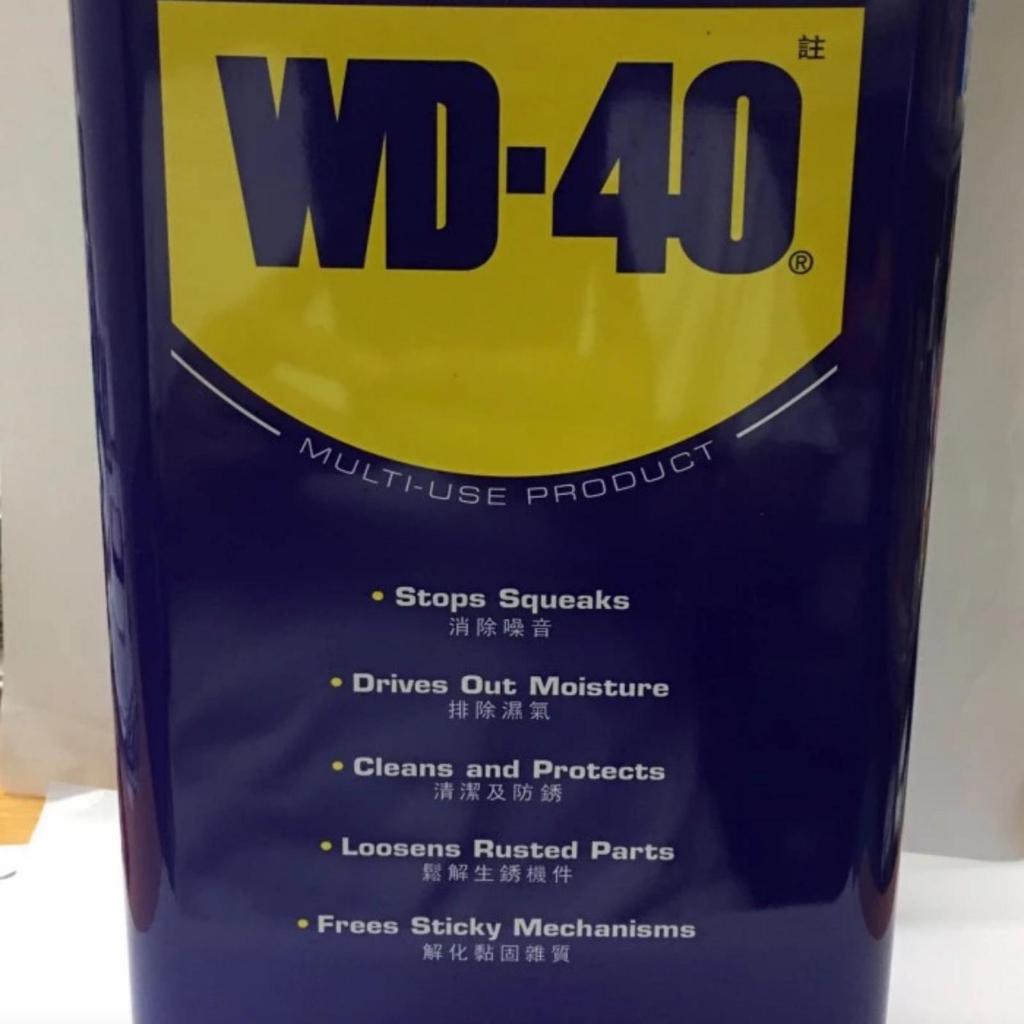 註
WD-40®
MULTI-USE PRODUCT
• Stops Squeaks
消除噪音
• Drives Out Moisture
排除濕氣
• Cleans and Protects
清潔及防銹
• Loosens Rusted Parts
鬆解生銹機件
• Frees Sticky Mechanisms
解化黏固雜質